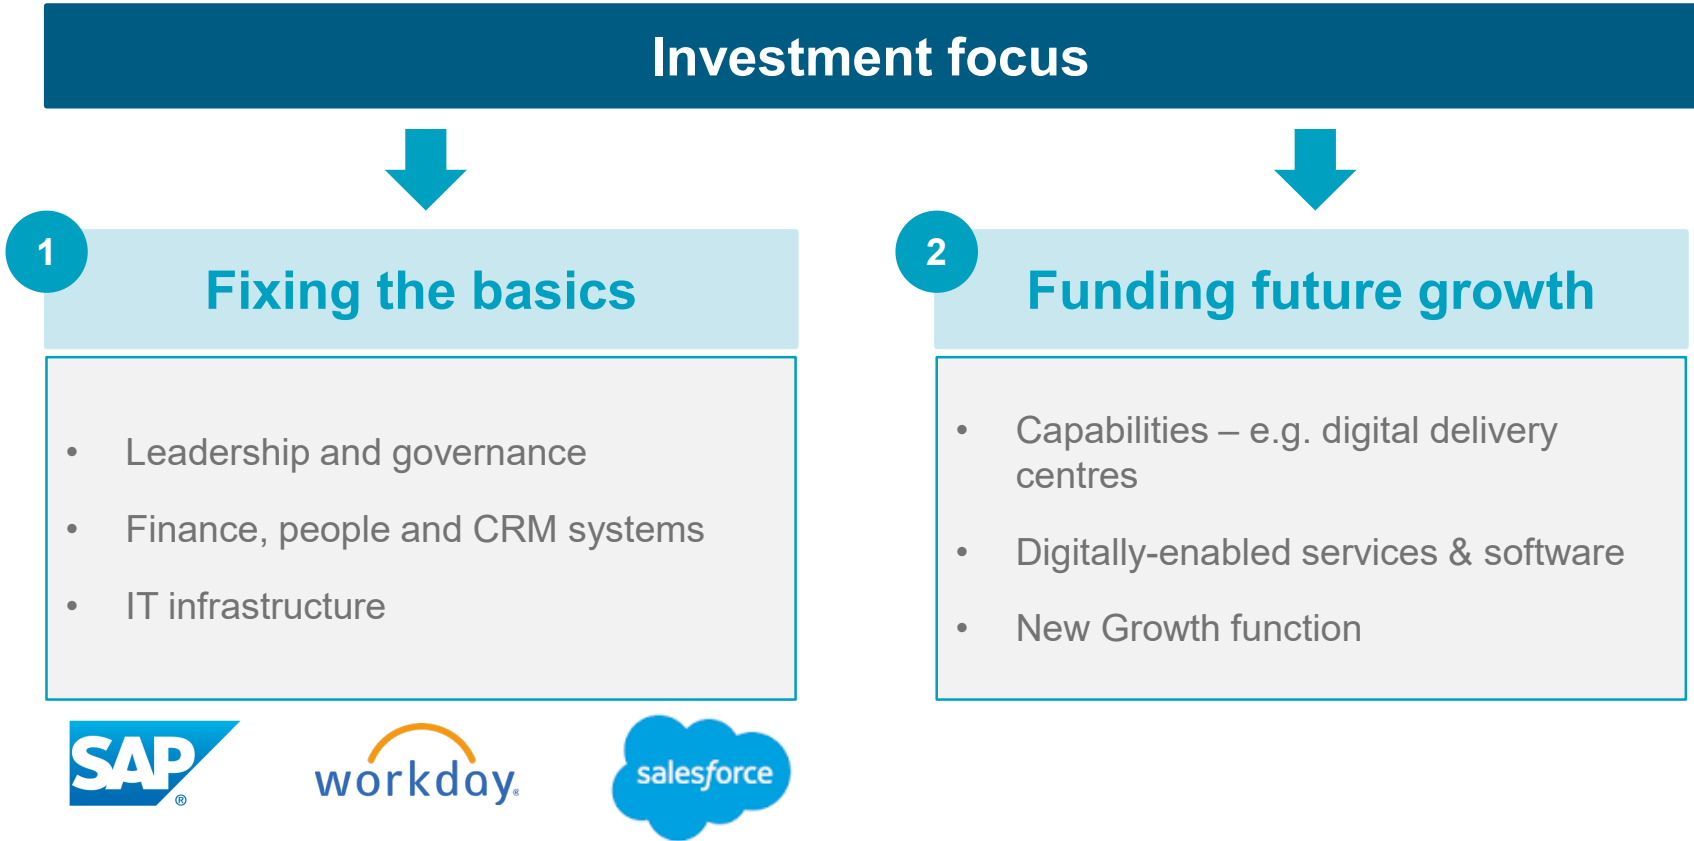 Investment focus
1
Fixing the basics
• Leadership and governance
• Finance, people and CRM systems
• IT infrastructure
SAP®
workday®
salesforce
2
Funding future growth
• Capabilities – e.g. digital delivery
centres
• Digitally-enabled services & software
• New Growth function